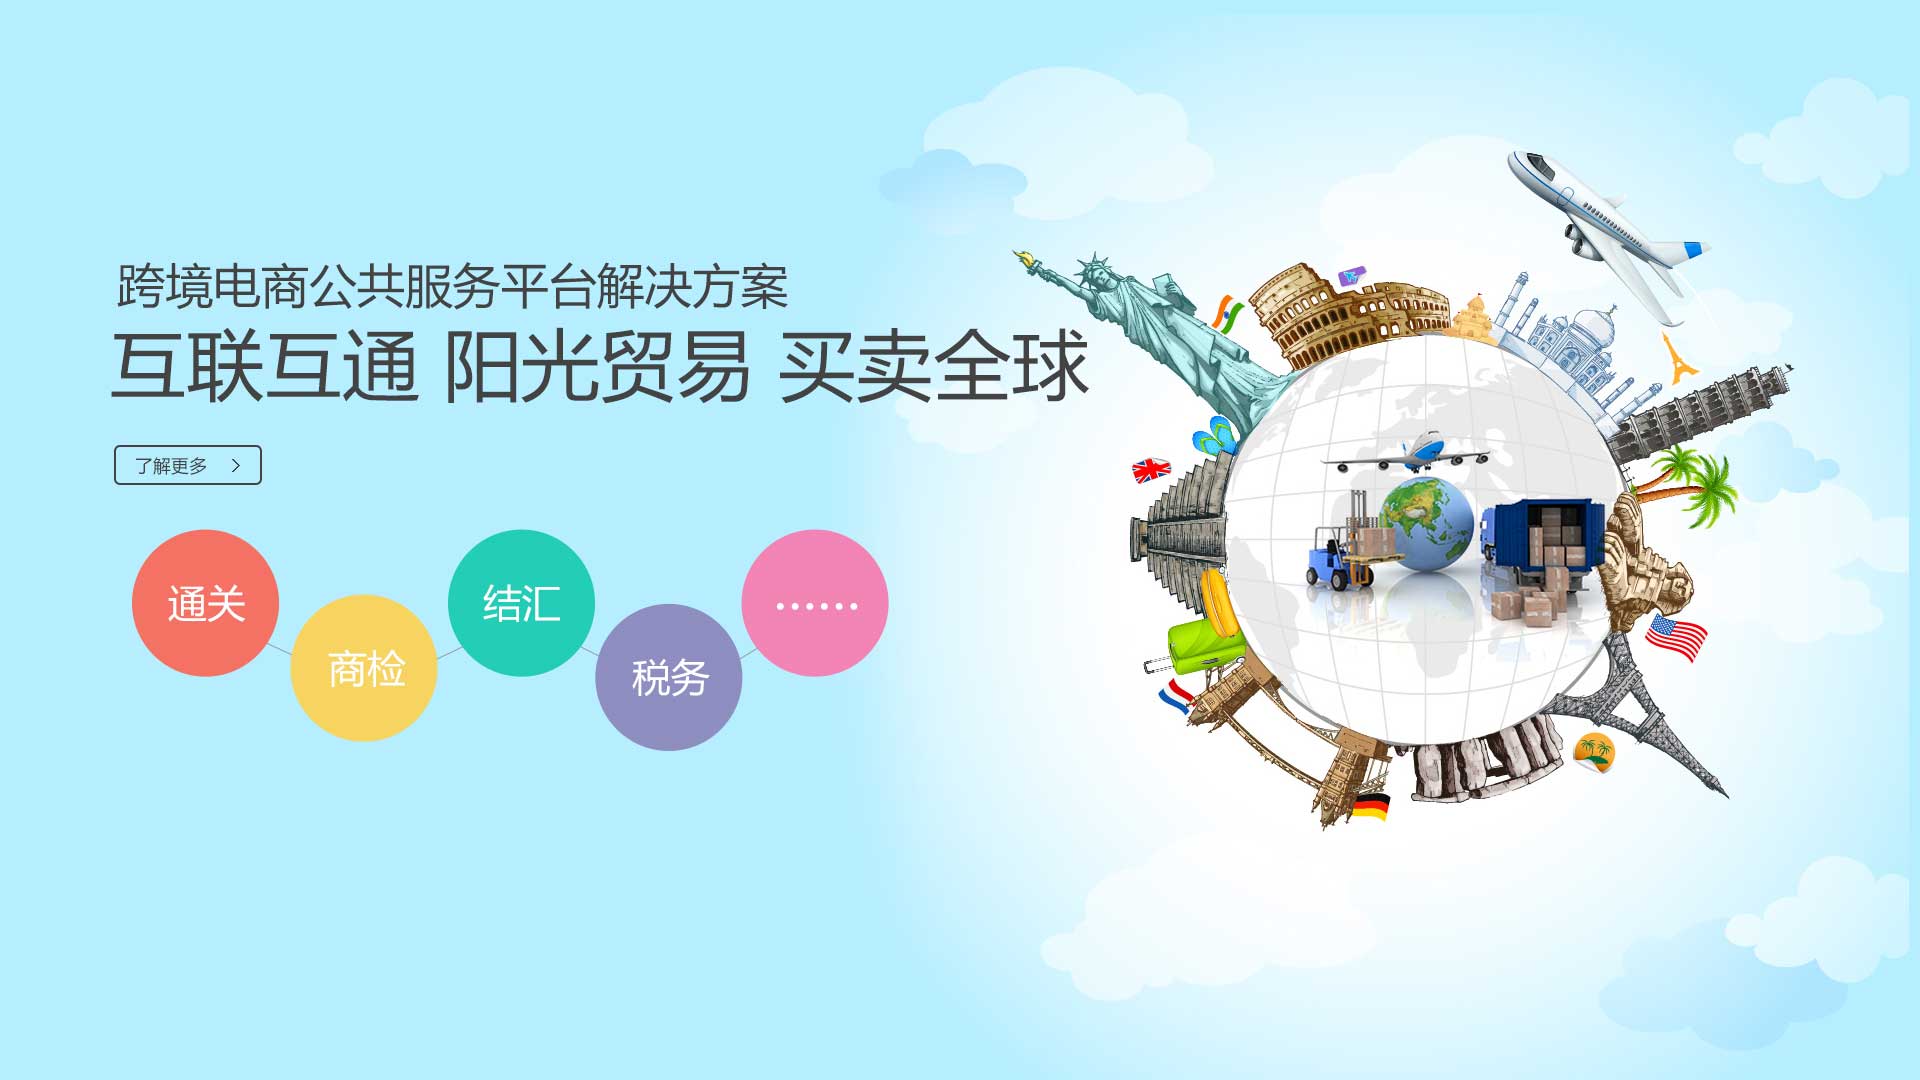 跨境电商公共服务平台解决方案
互联互通 阳光贸易 买卖全球
了解更多 >
通关
商检
结汇
税务
······